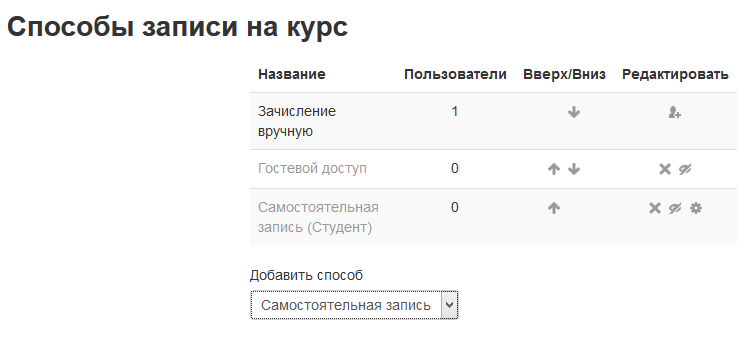 Способы записи на курс
Название Пользователи Вверх/Вниз Редактировать
Зачисление 1
вручную
Гостевой доступ 0
Самостоятельная 0
запись (Студент)
Добавить способ
Самостоятельная запись